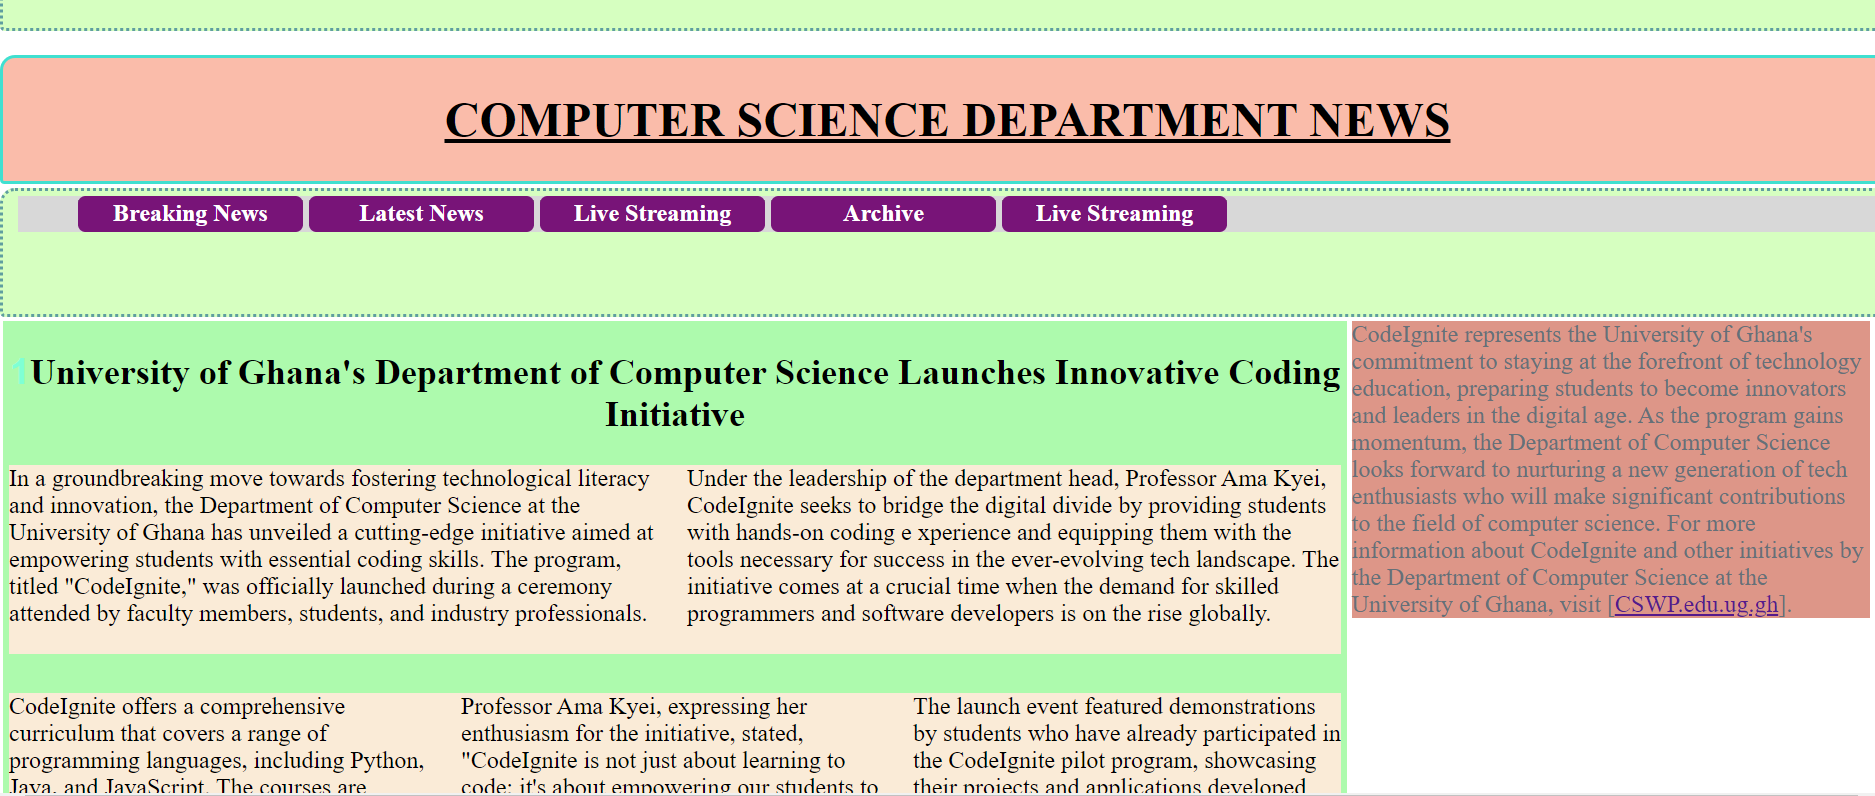 COMPUTER SCIENCE DEPARTMENT NEWS
Breaking News Latest News Live Streaming Archive Live Streaming
1University of Ghana's Department of Computer Science Launches Innovative Coding
Initiative
In a groundbreaking move towards fostering technological literacy
and innovation, the Department of Computer Science at the
University of Ghana has unveiled a cutting-edge initiative aimed at
empowering students with essential coding skills. The program,
titled "CodeIgnite," was officially launched during a ceremony
attended by faculty members, students, and industry professionals.
Under the leadership of the department head, Professor Ama Kyei,
CodeIgnite seeks to bridge the digital divide by providing students
with hands-on coding e xperience and equipping them with the
tools necessary for success in the ever-evolving tech landscape. The
initiative comes at a crucial time when the demand for skilled
programmers and software developers is on the rise globally.
CodeIgnite offers a comprehensive
curriculum that covers a range of
programming languages, including Python,
Java, and JavaScript. The courses are
Professor Ama Kyei, expressing her
enthusiasm for the initiative, stated,
"CodeIgnite is not just about learning to
code; it's about empowering our students to
The launch event featured demonstrations
by students who have already participated in
the CodeIgnite pilot program, showcasing
their projects and applications developed
CodeIgnite represents the University of Ghana's
commitment to staying at the forefront of technology
education, preparing students to become innovators
and leaders in the digital age. As the program gains
momentum, the Department of Computer Science
looks forward to nurturing a new generation of tech
enthusiasts who will make significant contributions
to the field of computer science. For more
information about CodeIgnite and other initiatives by
the Department of Computer Science at the
University of Ghana, visit [CSWP.edu.ug.gh].